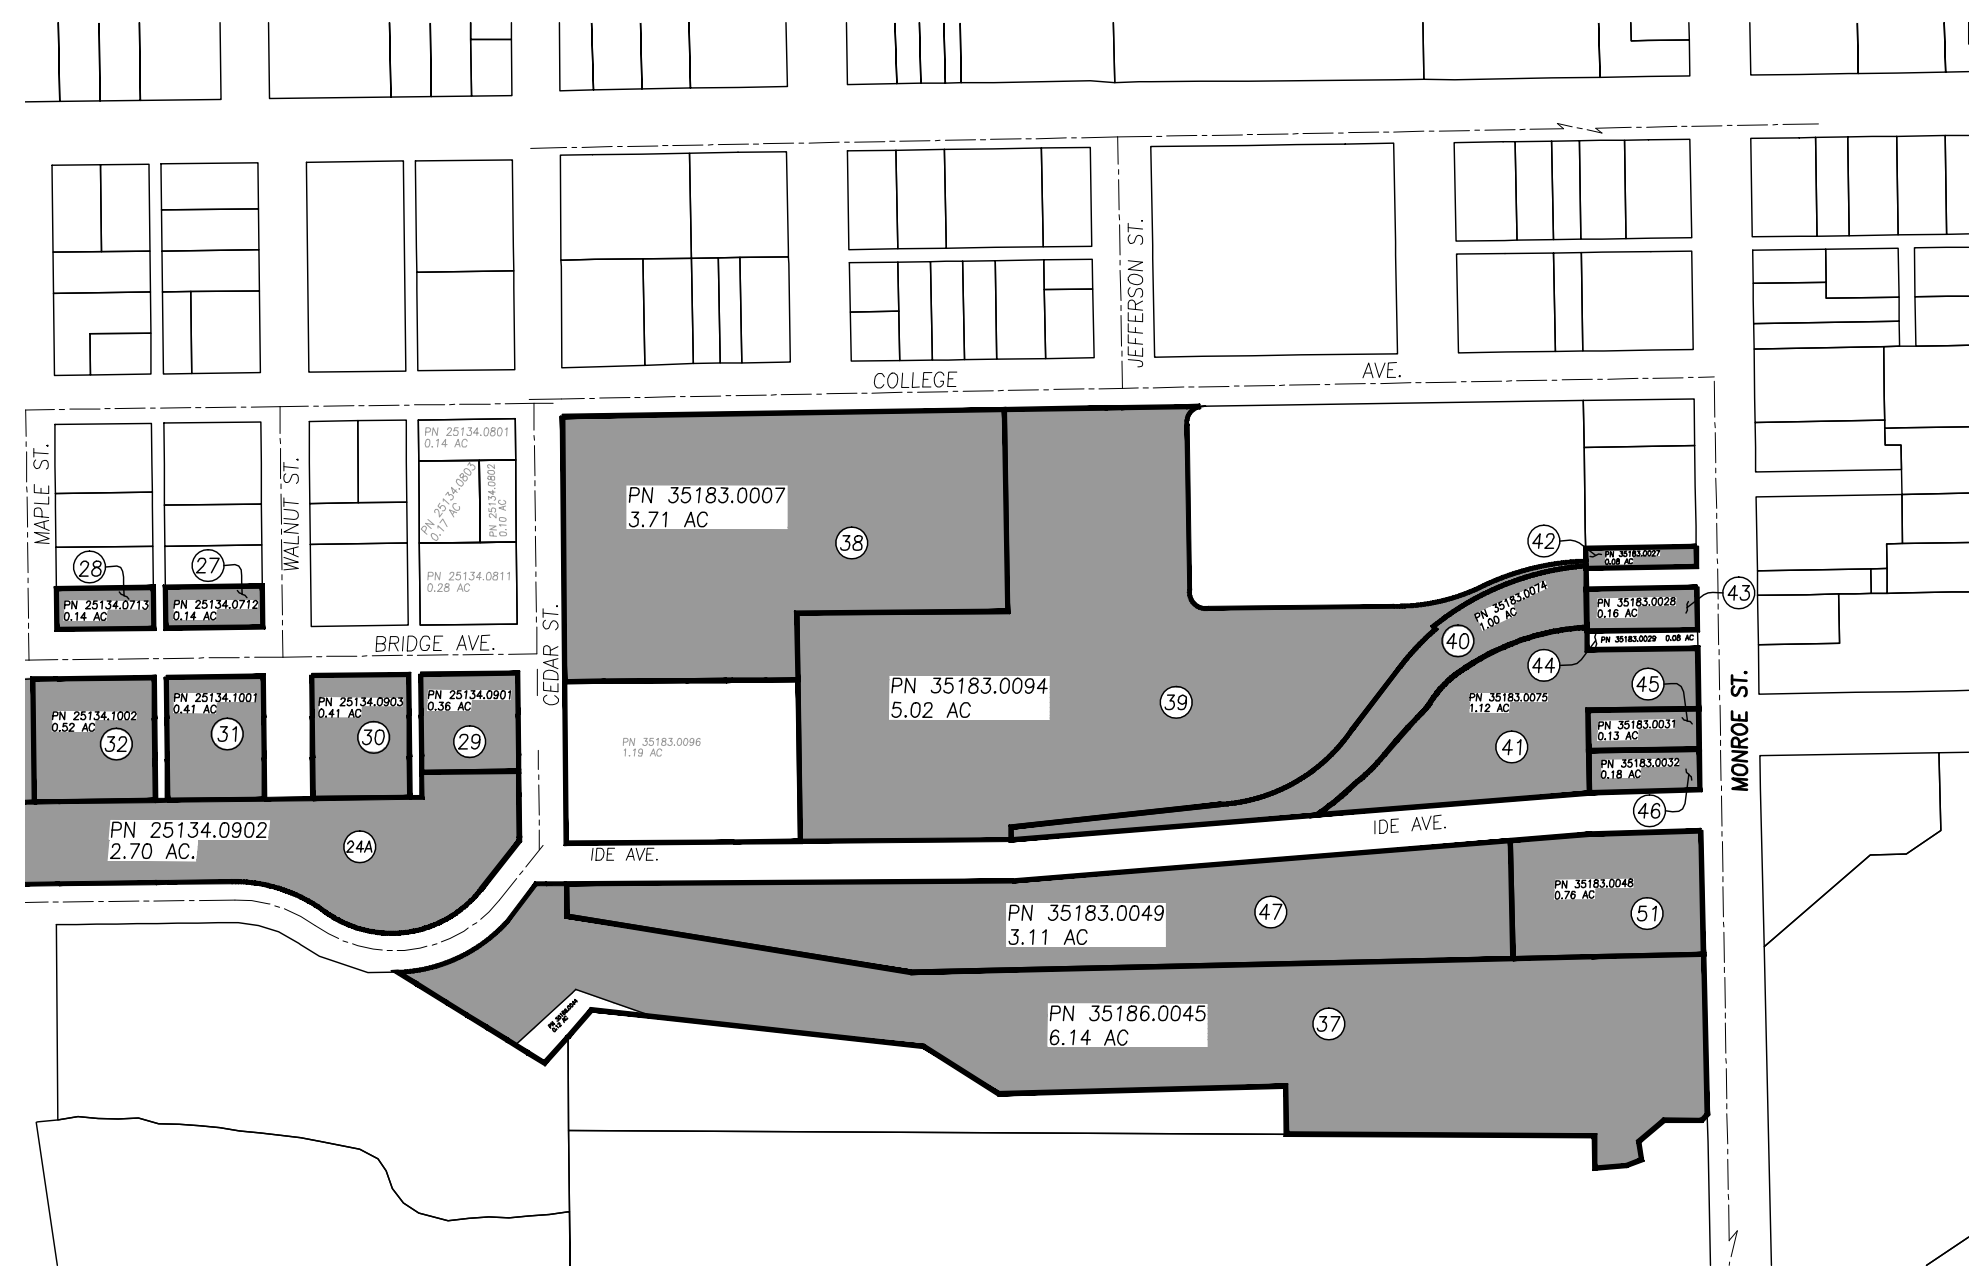 JEFFERSON ST.
COLLEGE
AVE.
MAPLE ST.
WALNUT ST.
PN 25134.0801
0.14 AC
PN 25134.0803
0.17 AC
PN 25134.0802
0.10 AC
PN 25134.0811
0.28 AC
PN 35183.0007
3.71 AC
38
42
PN 35183.0027
0.08 AC
28
27
PN 25134.0713
0.14 AC
PN 25134.0712
0.14 AC
PN 35183.0074
1.00 AC
40
PN 35183.0028
0.16 AC
43
PN 35183.0029 0.08 AC
44
BRIDGE AVE.
CEDAR ST.
PN 25134.1002
0.52 AC
32
PN 25134.1001
0.41 AC
31
PN 25134.0903
0.41 AC
30
PN 25134.0901
0.36 AC
29
PN 35183.0094
5.02 AC
39
PN 35183.0096
1.19 AC
PN 35183.0075
1.12 AC
41
45
PN 35183.0031
0.13 AC
PN 35183.0032
0.18 AC
46
MONROE ST.
PN 25134.0902
2.70 AC.
24A
IDE AVE.
IDE AVE.
PN 35183.0049
3.11 AC
47
PN 35183.0048
0.76 AC
51
PN 35186.0045
6.14 AC
37